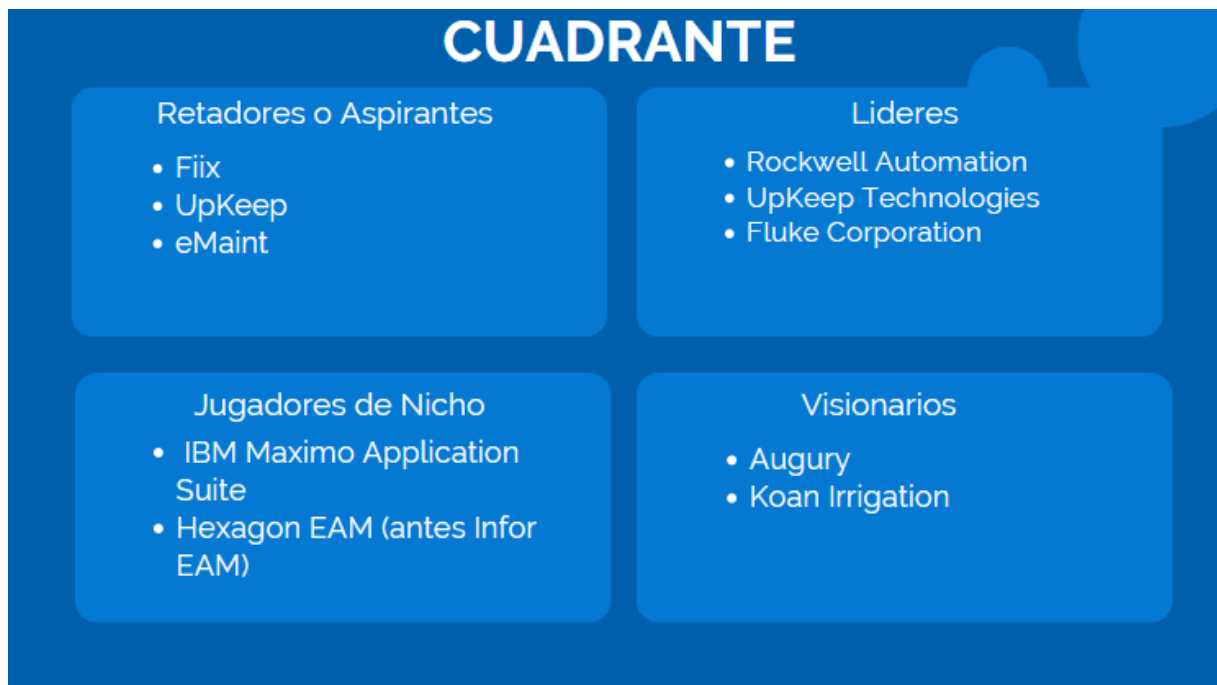 CUADRANTE
Retadores o Aspirantes
• Fiix
• UpKeep
• eMaint
Lideres
• Rockwell Automation
• UpKeep Technologies
• Fluke Corporation
Jugadores de Nicho
• IBM Maximo Application
Suite
• Hexagon EAM (antes Infor
EAM)
Visionarios
• Augury
• Koan Irrigation